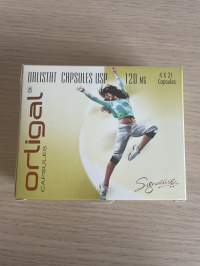 ORLISTAT CAPSULES USP 120 MG
4 X 21
Capsules
orligal®
CAPSULES
Signature